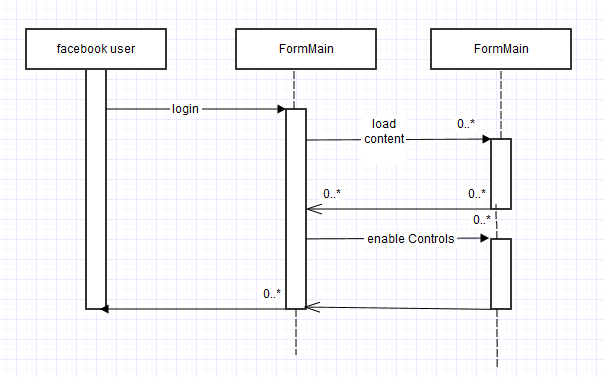 facebook user
FormMain
FormMain
login
load
content
0..*
0..*
0..*
0..*
enable Controls
0..*